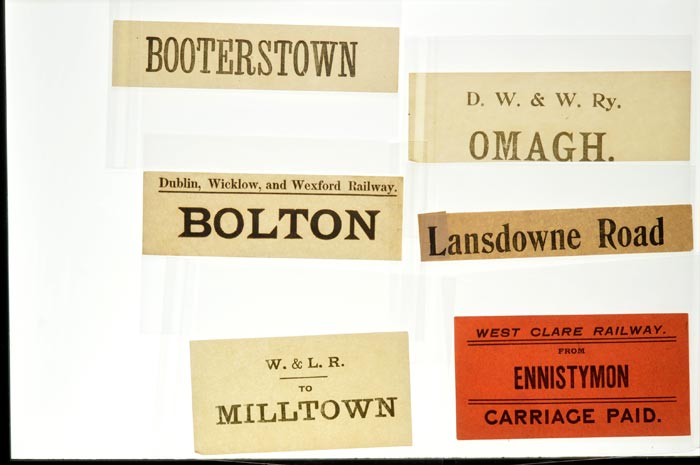 BOOTERSTOWN
D. W. & W. Ry.
OMAGH.
Dublin, Wicklow, and Wexford Railway.
BOLTON
Lansdowne Road
W. & L. R.
TO
MILLTOWN
WEST CLARE RAILWAY.
FROM
ENNISTYMON
CARRIAGE PAID.